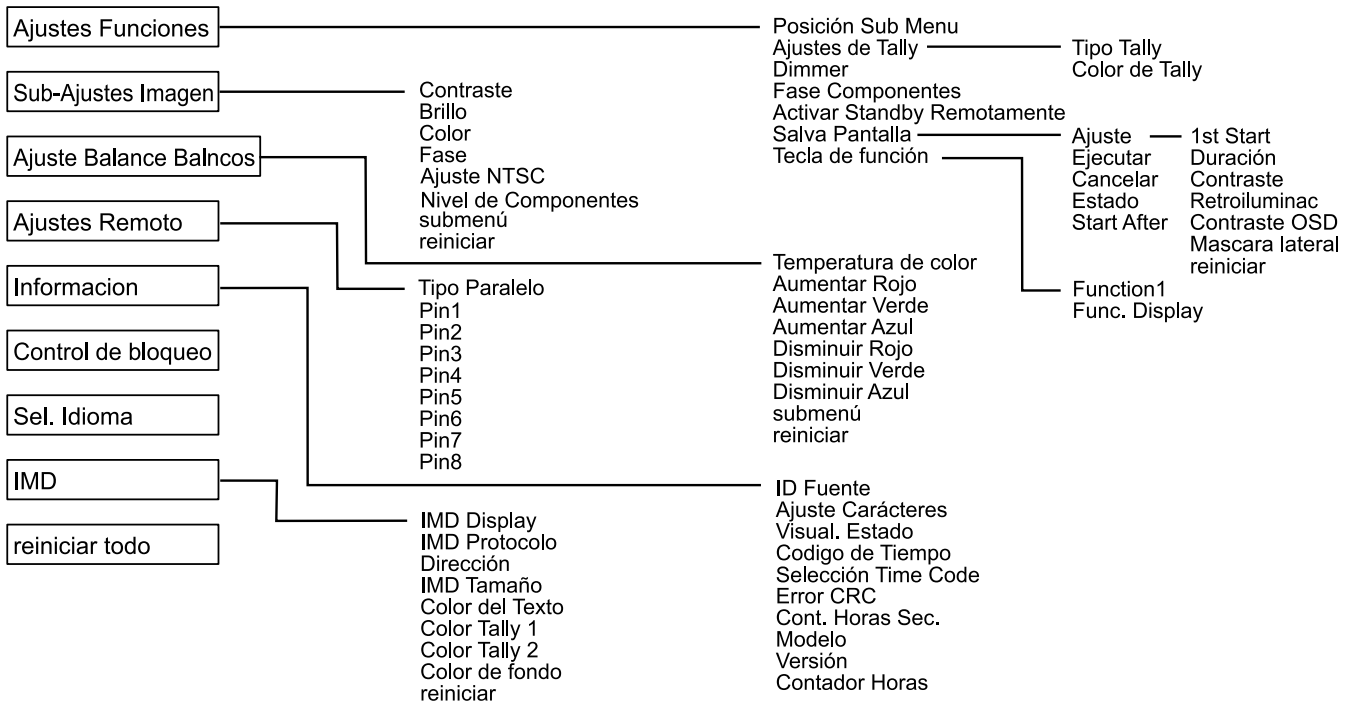 Ajustes Funciones
Sub-Ajustes Imagen
Ajuste Balance Balncos
Ajustes Remoto
Informacion
Control de bloqueo
Sel. Idioma
IMD
reiniciar todo
Contraste
Brillo
Color
Fase
Ajuste NTSC
Nivel de Componentes
submenú
reiniciar
Tipo Paralelo
Pin1
Pin2
Pin3
Pin4
Pin5
Pin6
Pin7
Pin8
IMD Display
IMD Protocolo
Dirección
IMD Tamaño
Color del Texto
Color Tally 1
Color Tally 2
Color de fondo
reiniciar
Posición Sub Menu
Ajustes de Tally
Dimmer
Fase Componentes
Activar Standby Remotamente
Salva Pantalla
Tecla de función
Temperatura de color
Aumentar Rojo
Aumentar Verde
Aumentar Azul
Disminuir Rojo
Disminuir Verde
Disminuir Azul
submenú
reiniciar
ID Fuente
Ajuste Carácteres
Visual. Estado
Codigo de Tiempo
Selección Time Code
Error CRC
Cont. Horas Sec.
Modelo
Versión
Contador Horas
Tipo Tally
Color de Tally
Ajuste
Ejecutar
Cancelar
Estado
Start After
1st Start
Duración
Contraste
Retroiluminac
Contraste OSD
Mascara lateral
reiniciar
Function1
Func. Display